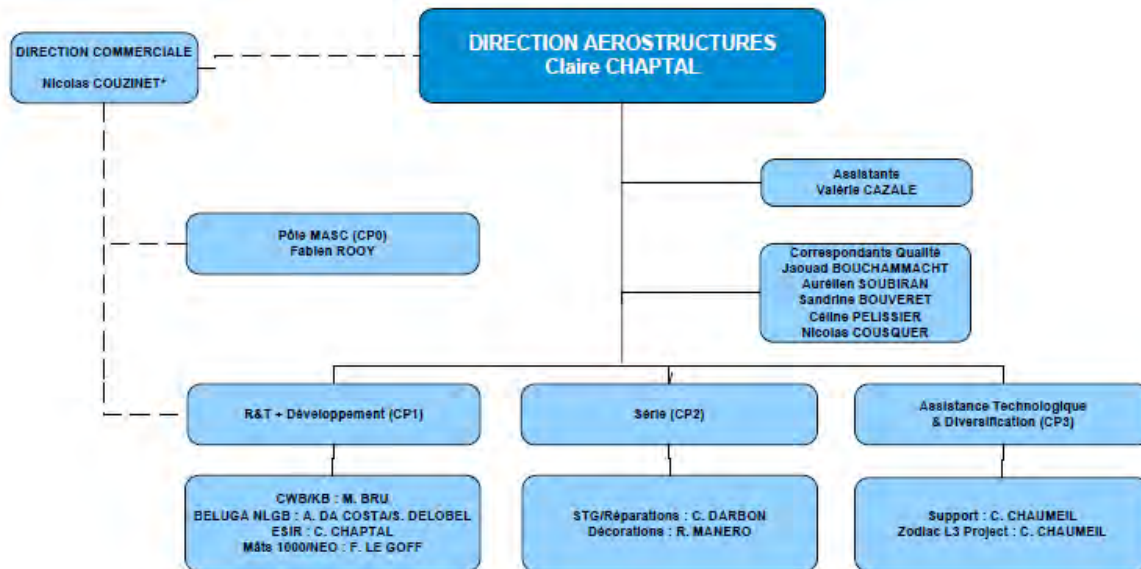 DIRECTION COMMERCIALE
Nicolas COUZINET*
DIRECTION AEROSTRUCTURES
Claire CHAPTAL
Assistante
Valérie CAZALE
Pôle MASC (CP0)
Fabien ROOY
Correspondants Qualité
Jaouad BOUCHAMMACHT
Aurélien SOUBIRAN
Sandrine BOUVERET
Céline PELISSIER
Nicolas COUSQUER
R&T + Développement (CP1)
Série (CP2)
Assistance Technologique
& Diversification (CP3)
CWB/KB : M. BRU
BELUGA NLGB : A. DA COSTA/S. DELOBEL
ESIR : C. CHAPTAL
Mâts 1000/NEO : F. LE GOFF
STG/Réparations : C. DARBON
Décorations : R. MANERO
Support : C. CHAUMEIL
Zodiac L3 Project : C. CHAUMEIL